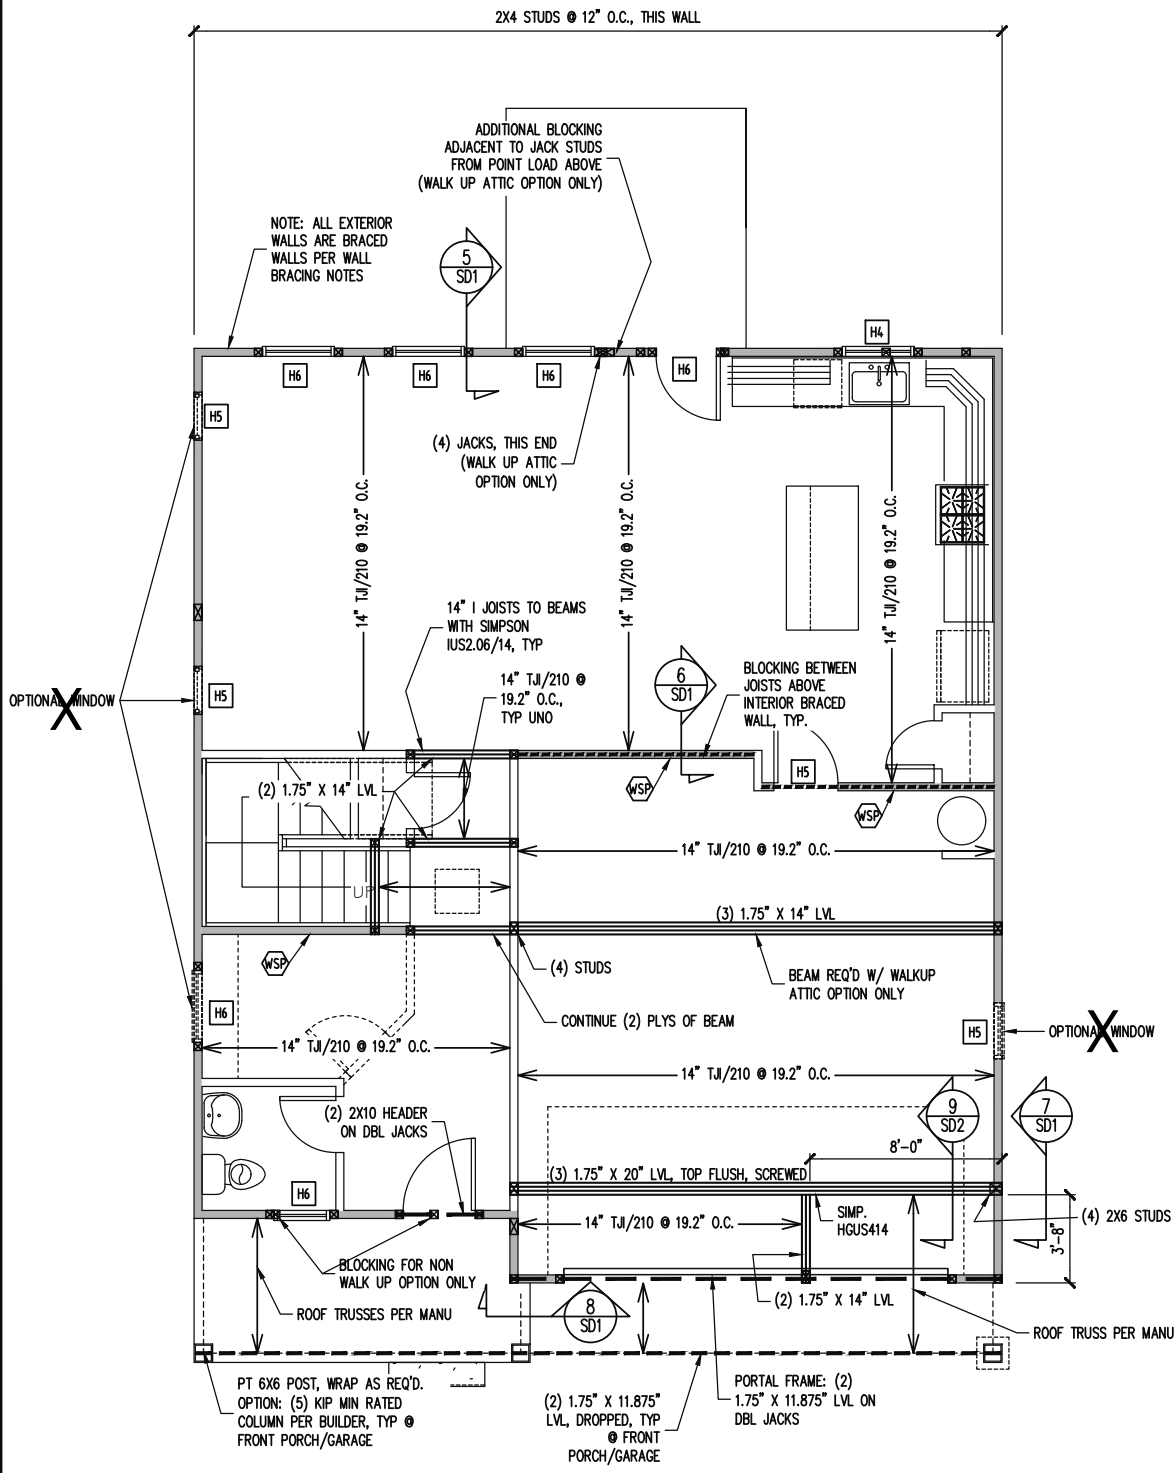 2X4 STUDS @ 12" O.C., THIS WALL
ADDITIONAL BLOCKING
ADJACENT TO JACK STUDS
FROM POINT LOAD ABOVE
(WALK UP ATTIC OPTION ONLY)
NOTE: ALL EXTERIOR
WALLS ARE BRACED
WALLS PER WALL
BRACING NOTES
5
SD1
H4
H6
H6
H6
H6
H5
(4) JACKS, THIS END
(WALK UP ATTIC
OPTION ONLY)
14" TJI/210 @ 19.2" O.C.
14" TJI/210 @ 19.2" O.C.
14" TJI/210 @ 19.2" O.C.
14" I JOISTS TO BEAMS
WITH SIMPSON
IUS2.06/14, TYP
14" TJI/210 @
19.2" O.C.,
TYP UNO
6
SD1
BLOCKING BETWEEN
JOISTS ABOVE
INTERIOR BRACED
WALL, TYP.
OPTIONAL WINDOW
X
H5
H5
WSP
WSP
(2) 1.75" X 14" LVL
UP
14" TJI/210 @ 19.2" O.C.
(3) 1.75" X 14" LVL
WSP
(4) STUDS
BEAM REQ'D W/ WALKUP
ATTIC OPTION ONLY
H6
CONTINUE (2) PLYS OF BEAM
H5
OPTIONAL WINDOW
X
14" TJI/210 @ 19.2" O.C.
14" TJI/210 @ 19.2" O.C.
(2) 2X10 HEADER
ON DBL JACKS
9
SD2
7
SD1
8'-0"
(3) 1.75" X 20" LVL, TOP FLUSH, SCREWED
H6
14" TJI/210 @ 19.2" O.C.
SIMP.
HGUS414
(4) 2X6 STUDS
3'-8"
BLOCKING FOR NON
WALK UP OPTION ONLY
ROOF TRUSSES PER MANU
8
SD1
(2) 1.75" X 14" LVL
ROOF TRUSS PER MANU
PT 6X6 POST, WRAP AS REQ'D.
OPTION: (5) KIP MIN RATED
COLUMN PER BUILDER, TYP @
FRONT PORCH/GARAGE
(2) 1.75" X 11.875"
LVL, DROPPED, TYP
@ FRONT
PORCH/GARAGE
PORTAL FRAME: (2)
1.75" X 11.875" LVL ON
DBL JACKS